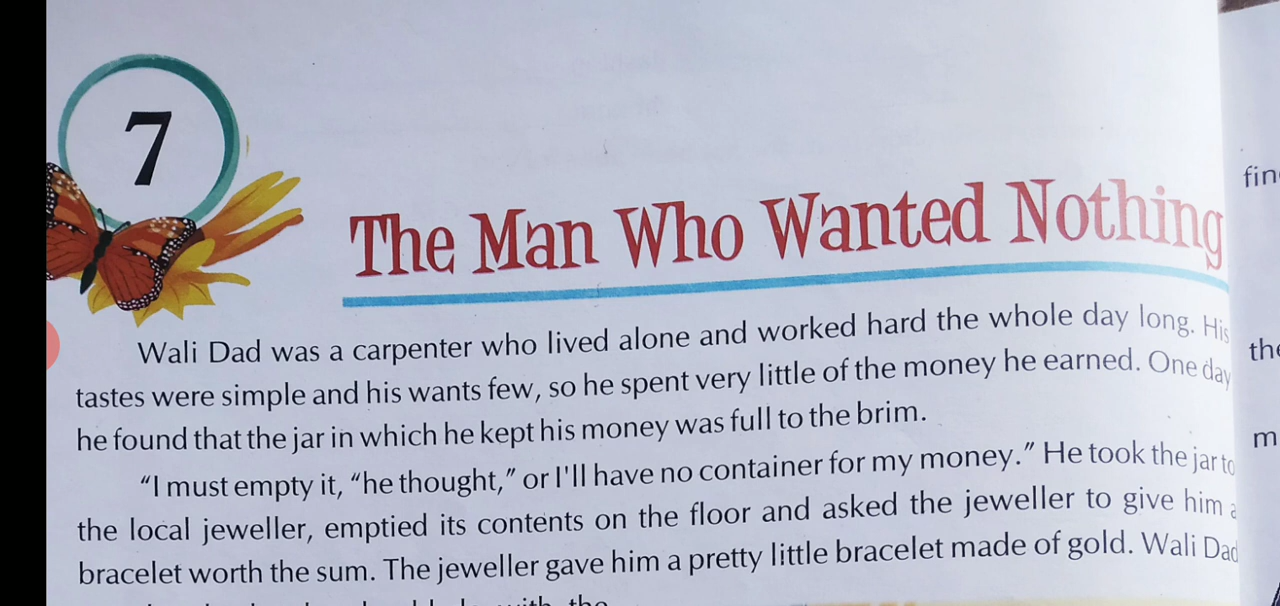 7
The Man Who Wanted Nothing
Wali Dad was a carpenter who lived alone and worked hard the whole day long. His
tastes were simple and his wants few, so he spent very little of the money he earned. One day
he found that the jar in which he kept his money was full to the brim.
“I must empty it, “he thought,” or I'll have no container for my money.” He took the jar to
the local jeweller, emptied its contents on the floor and asked the jeweller to give him a
bracelet worth the sum. The jeweller gave him a pretty little bracelet made of gold. Wali Dad
with the
fin
the
m